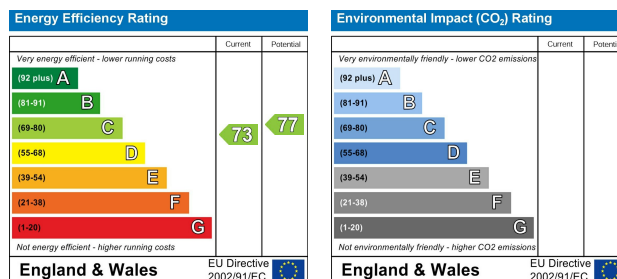 Energy Efficiency Rating
Current Potential
Very energy efficient - lower running costs
(92 plus) A
(81-91) B
(69-80) C
(55-68) D
(39-54) E
(21-38) F
(1-20) G
73
77
Not energy efficient - higher running costs
England & Wales
EU Directive
2002/91/EC
Environmental Impact (CO₂) Rating
Current Potential
Very environmentally friendly - lower CO2 emissions
(92 plus) A
(81-91) B
(69-80) C
(55-68) D
(39-54) E
(21-38) F
(1-20) G
Not environmentally friendly - higher CO2 emissions
England & Wales
EU Directive
2002/91/EC